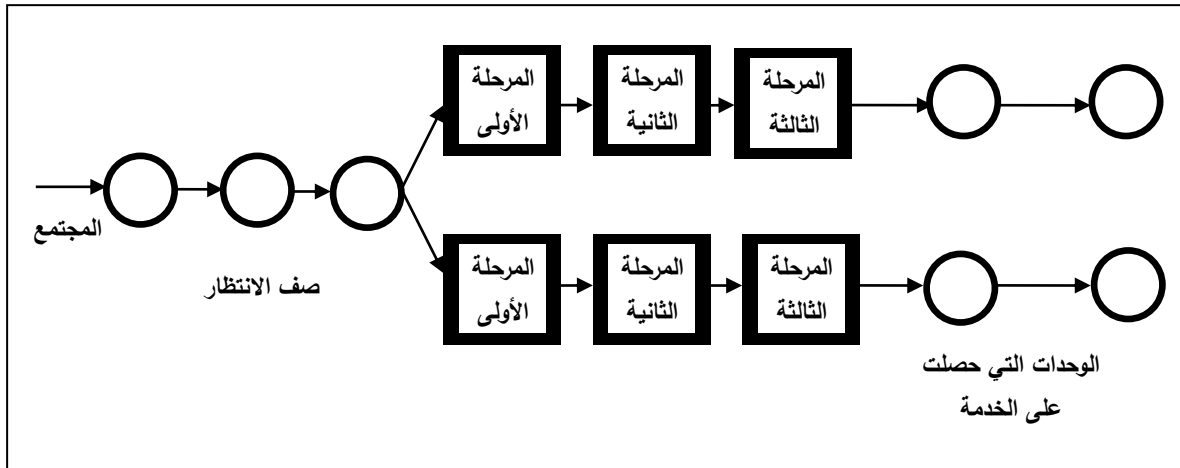 المرحلة
الأولى
المرحلة
الثانية
المرحلة
الثالثة
المجتمع
صف الانتظار
المرحلة
الأولى
المرحلة
الثانية
المرحلة
الثالثة
الوحدات التي حصلت
على الخدمة